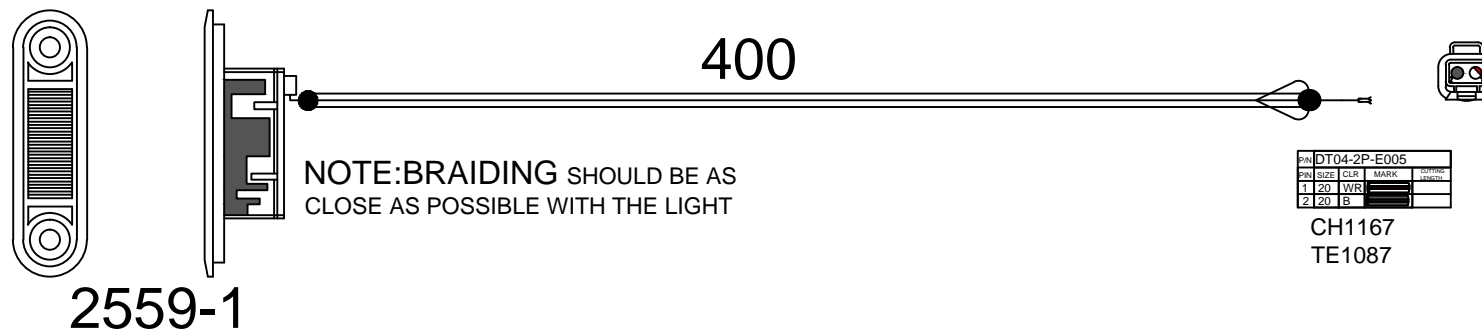 400
NOTE:BRAIDING SHOULD BE AS
CLOSE AS POSSIBLE WITH THE LIGHT
2559-1
P/N DT04-2P-E005
PIN SIZE CLR MARK CUTTING LENGTH
1 20 WR
2 20 B
CH1167
TE1087